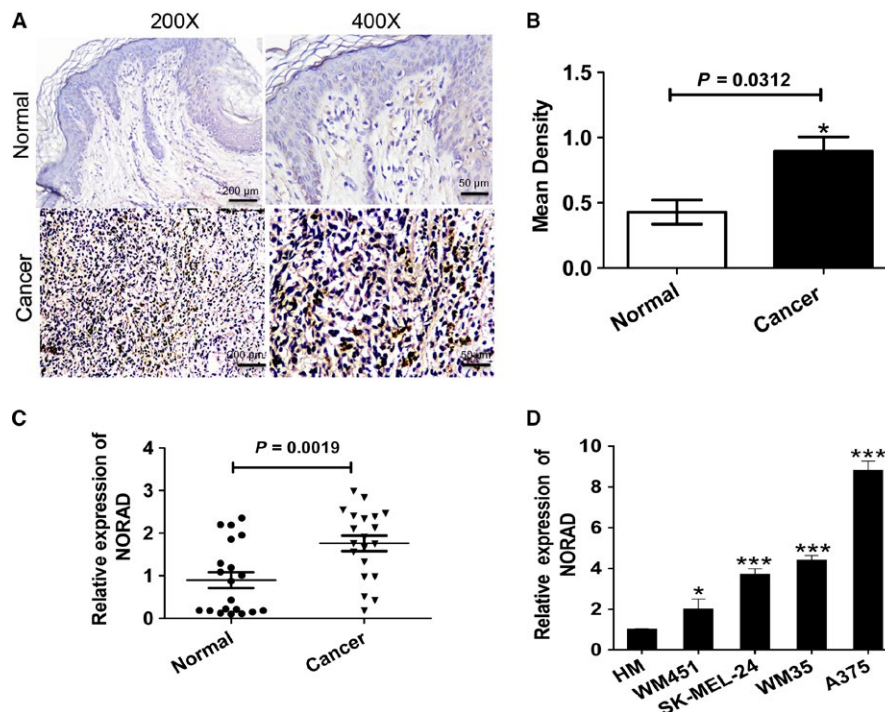 A
200X
400X
Normal
200 µm
50 µm
Cancer
200 µm
50 µm
B
Mean Density
1.5
1.0
0.5
0.0
P = 0.0312
*
Normal
Cancer
C
Relative expression of
NORAD
4
3
2
1
0
P = 0.0019
Normal
Cancer
D
Relative expression of
NORAD
10
8
6
4
2
0
*
***
***
***
HM
WM451
SK-MEL-24
WM35
A375